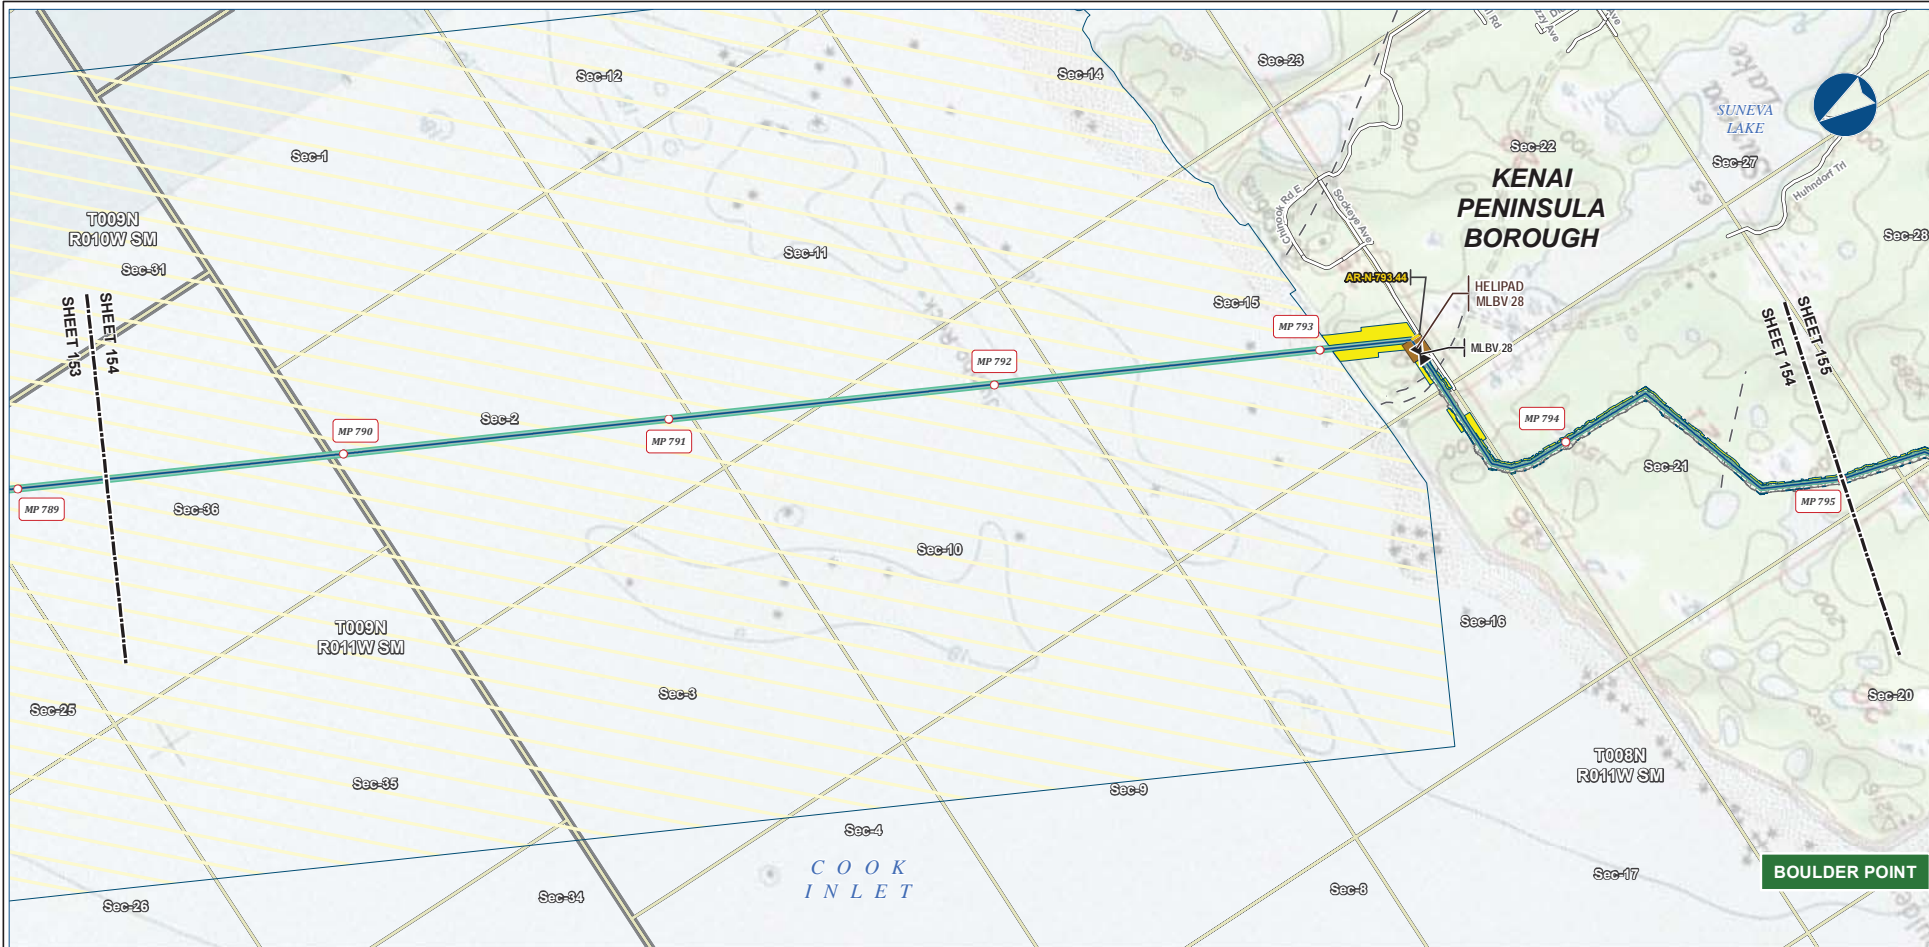 Sec-12
Sec-14
Sec-23
Rd
Ave
Ave
SUNEVA
LAKE
Sec-1
Sec-22
Sec-27
Huhndorf Trl
KENAI
PENINSULA
BOROUGH
Chinook Rd E
Sockeye Ave
T009N
R010W SM
Sec-31
Sec-11
Sec-28
AR-N-793.44
HELIPAD
MLBV 28
MLBV 28
Sec-15
SHEET 153
SHEET 154
SHEET 154
SHEET 155
MP 793
MP 792
MP 790
MP 791
MP 794
MP 795
MP 789
Sec-2
Sec-21
Sec-36
Sec-10
T009N
R011W SM
Sec-16
Sec-3
Sec-25
Sec-20
T008N
R011W SM
Sec-35
Sec-9
Sec-4
COOK
INLET
Sec-8
Sec-17
BOULDER POINT
Sec-34
Sec-26